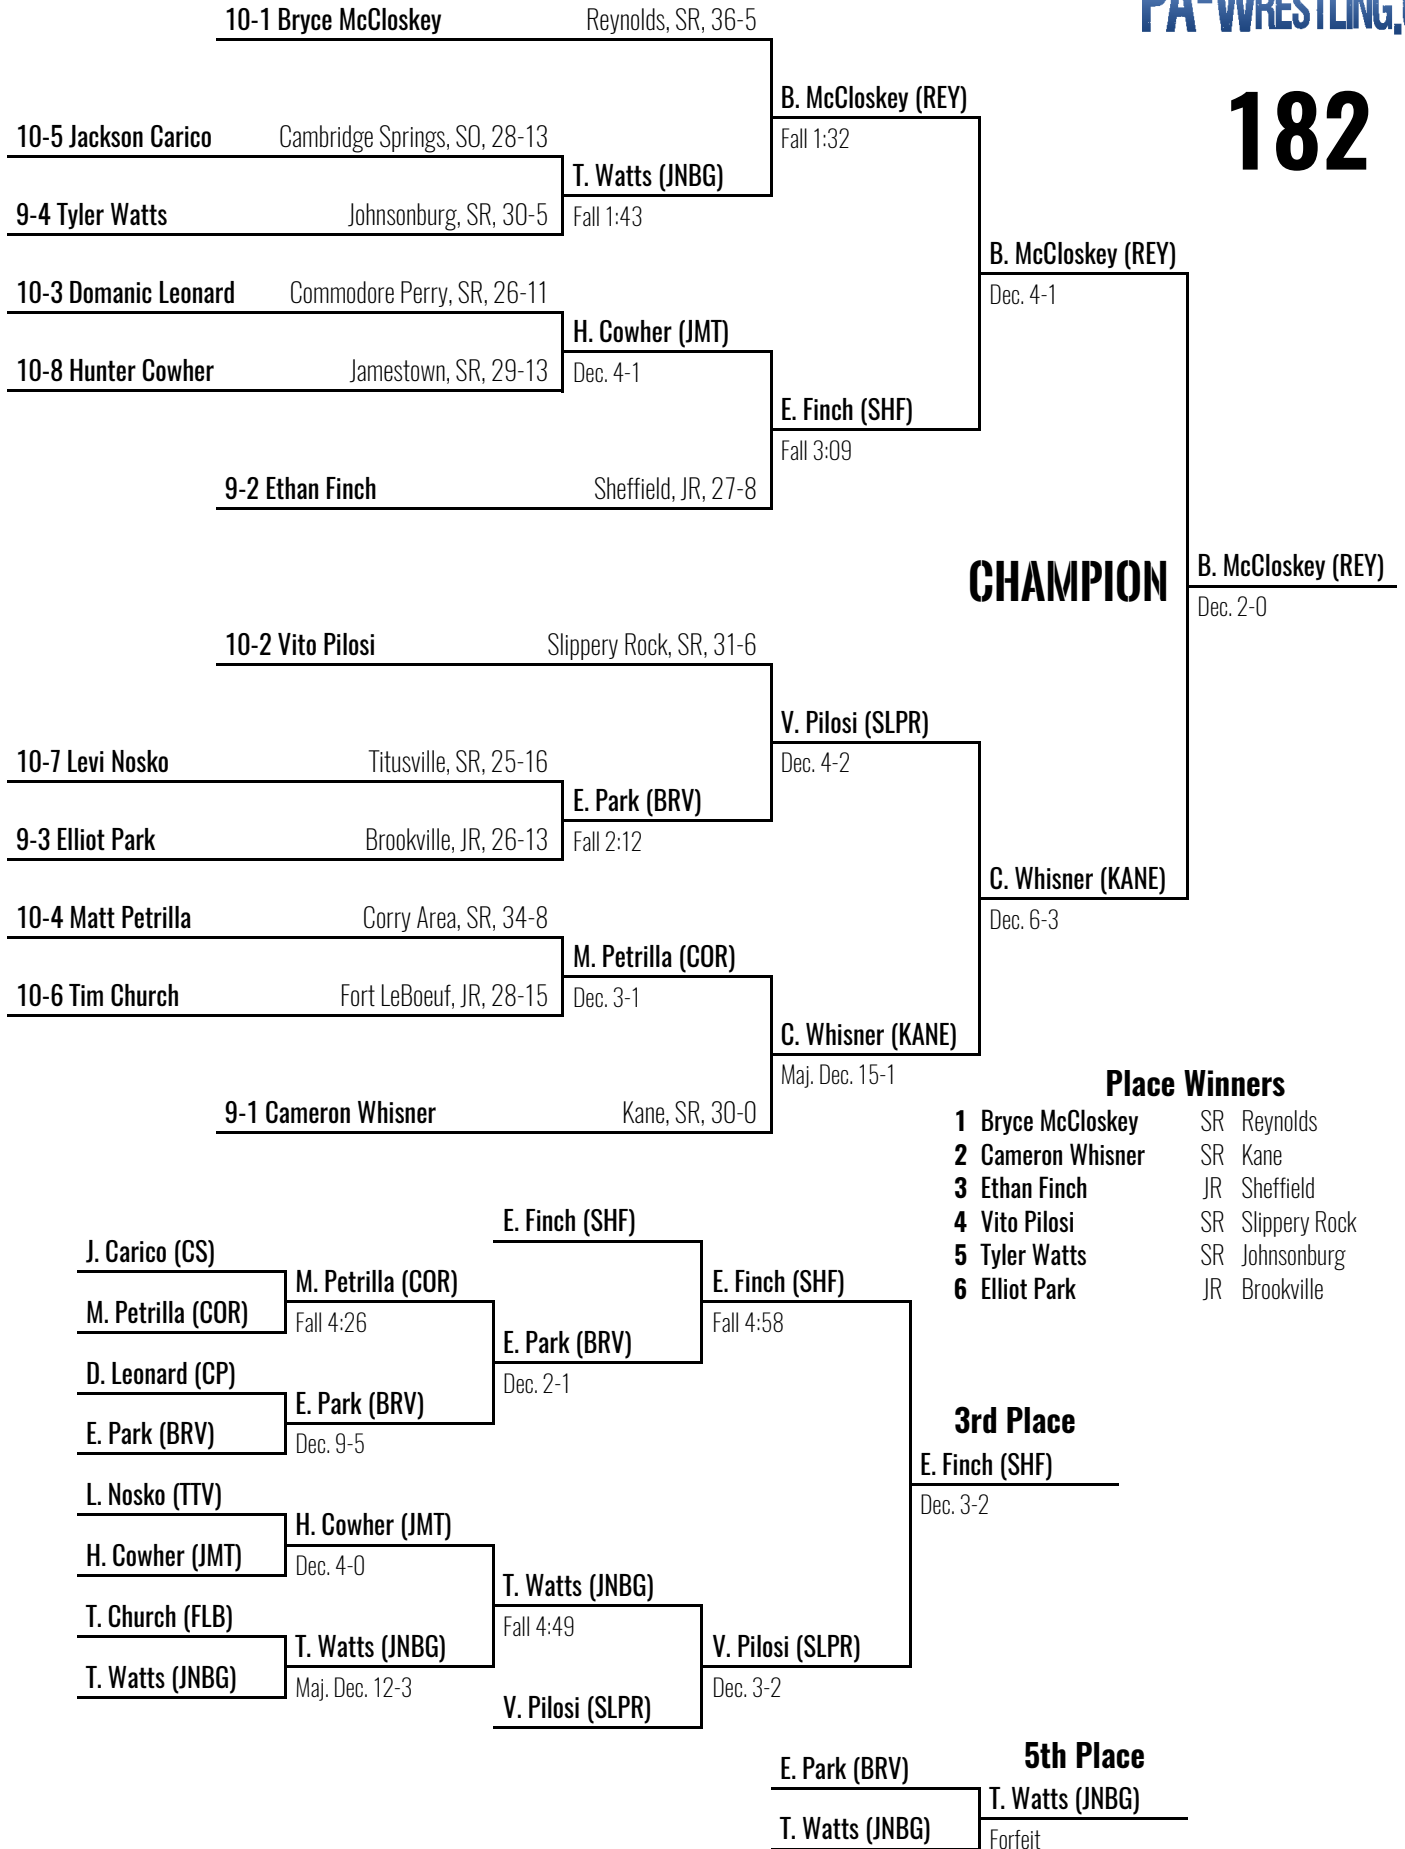 PA-WRESTLING.
182
10-1 Bryce McCloskey Reynolds, SR, 36-5
B. McCloskey (REY)
Fall 1:32
10-5 Jackson Carico Cambridge Springs, SO, 28-13
T. Watts (JNBG)
Fall 1:43
9-4 Tyler Watts Johnsonburg, SR, 30-5
B. McCloskey (REY)
Dec. 4-1
10-3 Domanic Leonard Commodore Perry, SR, 26-11
H. Cowher (JMT)
Dec. 4-1
10-8 Hunter Cowher Jamestown, SR, 29-13
E. Finch (SHF)
Fall 3:09
9-2 Ethan Finch Sheffield, JR, 27-8
CHAMPION
B. McCloskey (REY)
Dec. 2-0
10-2 Vito Pilosi Slippery Rock, SR, 31-6
V. Pilosi (SLPR)
Dec. 4-2
10-7 Levi Nosko Titusville, SR, 25-16
E. Park (BRV)
Fall 2:12
9-3 Elliot Park Brookville, JR, 26-13
C. Whisner (KANE)
Dec. 6-3
10-4 Matt Petrilla Corry Area, SR, 34-8
M. Petrilla (COR)
Dec. 3-1
10-6 Tim Church Fort LeBoeuf, JR, 28-15
C. Whisner (KANE)
Maj. Dec. 15-1
9-1 Cameron Whisner Kane, SR, 30-0
Place Winners
1 Bryce McCloskey SR Reynolds
2 Cameron Whisner SR Kane
3 Ethan Finch JR Sheffield
4 Vito Pilosi SR Slippery Rock
5 Tyler Watts SR Johnsonburg
6 Elliot Park JR Brookville
E. Finch (SHF)
J. Carico (CS)
M. Petrilla (COR)
Fall 4:26
M. Petrilla (COR)
E. Finch (SHF)
Fall 4:58
E. Park (BRV)
Dec. 2-1
D. Leonard (CP)
E. Park (BRV)
Dec. 9-5
E. Park (BRV)
3rd Place
E. Finch (SHF)
Dec. 3-2
L. Nosko (TTV)
H. Cowher (JMT)
Dec. 4-0
H. Cowher (JMT)
T. Watts (JNBG)
Fall 4:49
T. Church (FLB)
T. Watts (JNBG)
Maj. Dec. 12-3
T. Watts (JNBG)
V. Pilosi (SLPR)
Dec. 3-2
V. Pilosi (SLPR)
5th Place
E. Park (BRV)
T. Watts (JNBG)
Forfeit
T. Watts (JNBG)